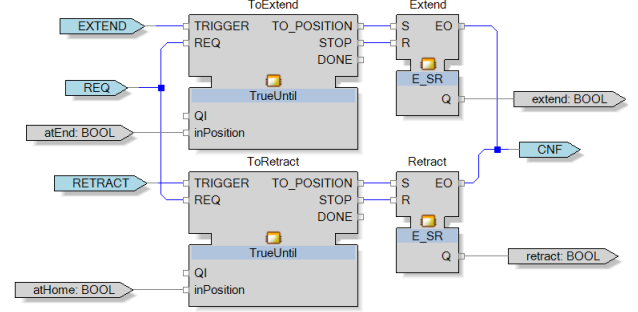 ToExtend
Extend
EXTEND
TRIGGER TO_POSITION
S EO
REQ STOP
R
DONE
REQ
TrueUntil
E_SR
QI
Q
extend: BOOL
atEnd: BOOL
inPosition
CNF
ToRetract
Retract
RETRACT
TRIGGER TO_POSITION
S EO
REQ STOP
R
DONE
TrueUntil
E_SR
Q
retract: BOOL
QI
atHome: BOOL
inPosition